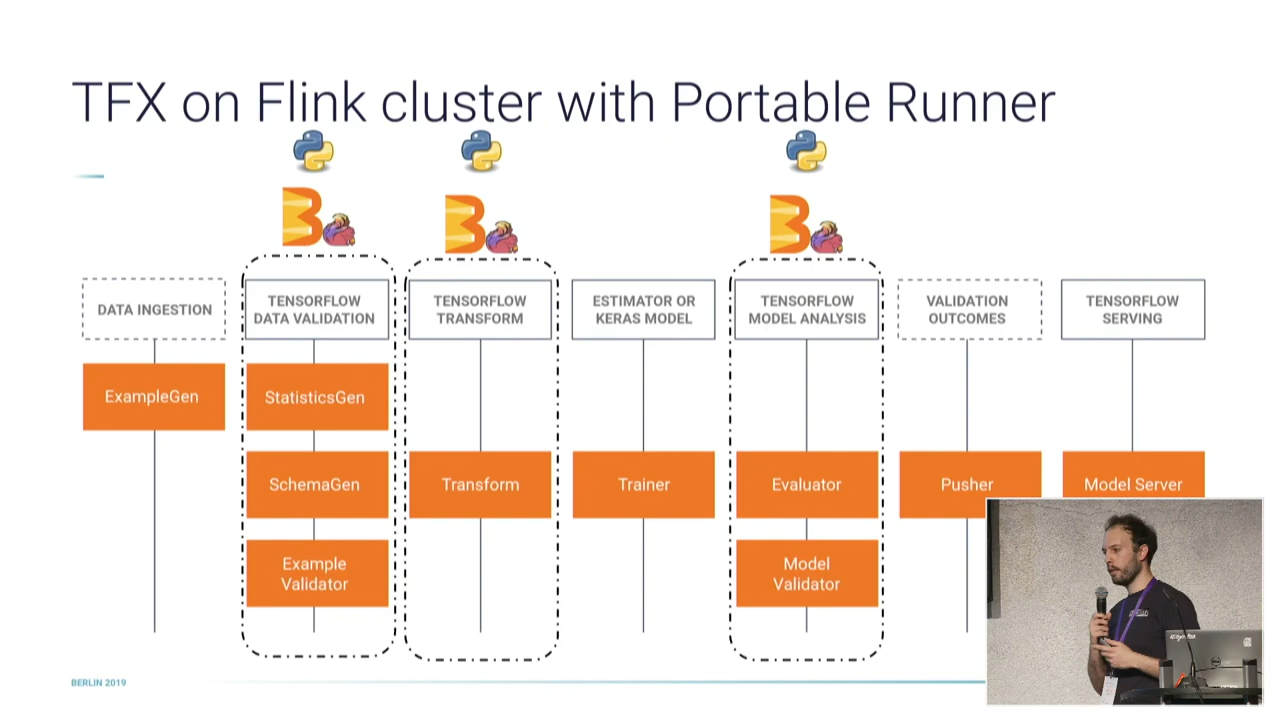 TFX on Flink cluster with Portable Runner
DATA INGESTION
TENSORFLOW
DATA VALIDATION
TENSORFLOW
TRANSFORM
ESTIMATOR OR
KERAS MODEL
TENSORFLOW
MODEL ANALYSIS
VALIDATION
OUTCOMES
TENSORFLOW
SERVING
ExampleGen
StatisticsGen
SchemaGen
Transform
Trainer
Evaluator
Pusher
Model Server
Example
Validator
Model
Validator
BERLIN 2019